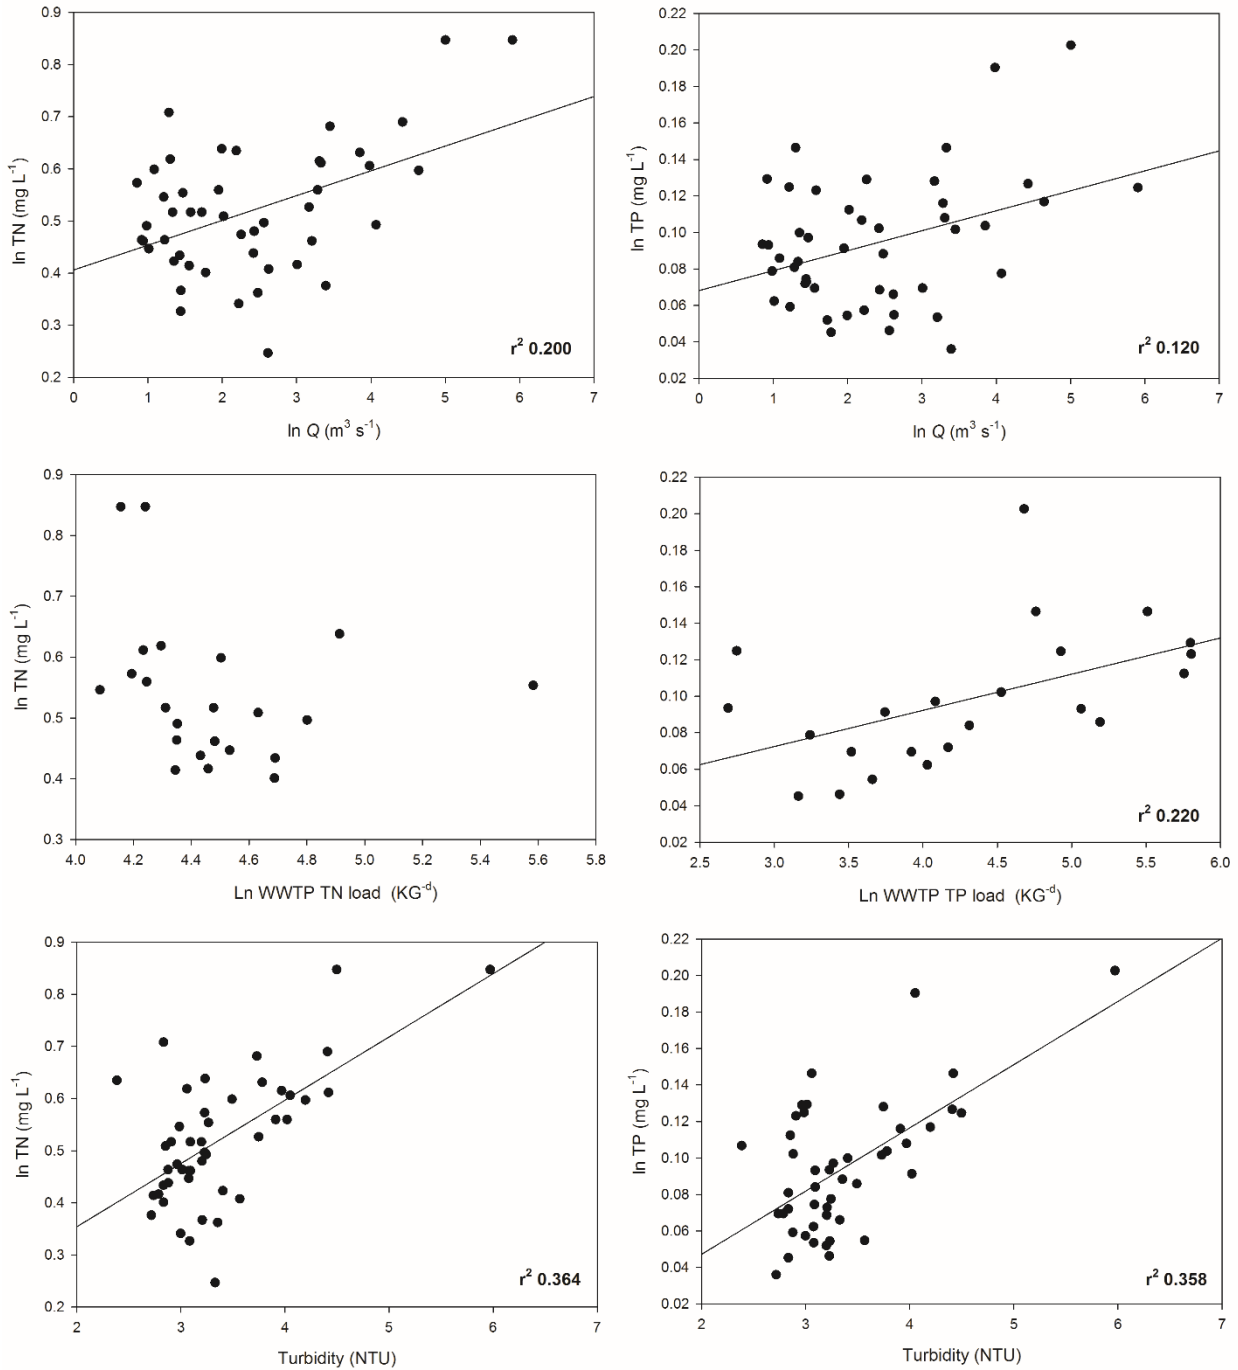 0.9
0.8
0.7
0.6
0.5
0.4
0.3
0.2
ln TN (mg L⁻¹)
r² 0.200
0 1 2 3 4 5 6 7
ln Q (m³ s⁻¹)
0.22
0.20
0.18
0.16
0.14
0.12
0.10
0.08
0.06
0.04
0.02
ln TP (mg L⁻¹)
r² 0.120
0 1 2 3 4 5 6 7
ln Q (m³ s⁻¹)
0.9
0.8
0.7
0.6
0.5
0.4
0.3
ln TN (mg L⁻¹)
4.0 4.2 4.4 4.6 4.8 5.0 5.2 5.4 5.6 5.8
Ln WWTP TN load (KG⁻ᵈ)
0.22
0.20
0.18
0.16
0.14
0.12
0.10
0.08
0.06
0.04
0.02
ln TP (mg L⁻¹)
r² 0.220
2.5 3.0 3.5 4.0 4.5 5.0 5.5 6.0
Ln WWTP TP load (KG⁻ᵈ)
0.9
0.8
0.7
0.6
0.5
0.4
0.3
0.2
ln TN (mg L⁻¹)
r² 0.364
2 3 4 5 6 7
Turbidity (NTU)
0.22
0.20
0.18
0.16
0.14
0.12
0.10
0.08
0.06
0.04
0.02
ln TP (mg L⁻¹)
r² 0.358
2 3 4 5 6 7
Turbidity (NTU)